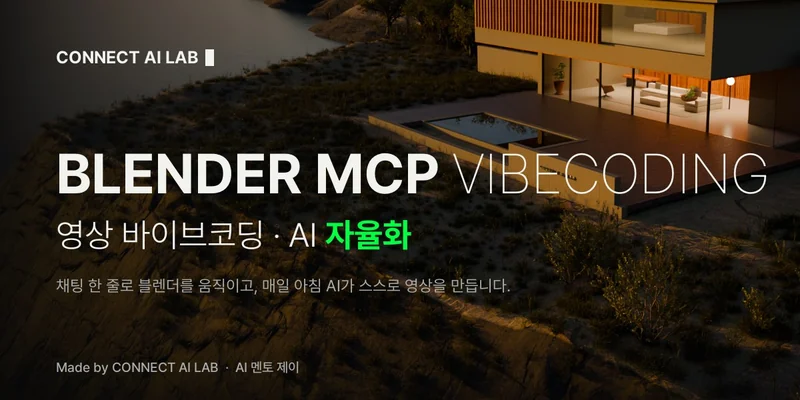 CONNECT AI LAB
BLENDER MCP VIBECODING
영상 바이브코딩 · AI 자율화
채팅 한 줄로 블렌더를 움직이고, 매일 아침 AI가 스스로 영상을 만듭니다.
Made by CONNECT AI LAB · AI 멘토 제이